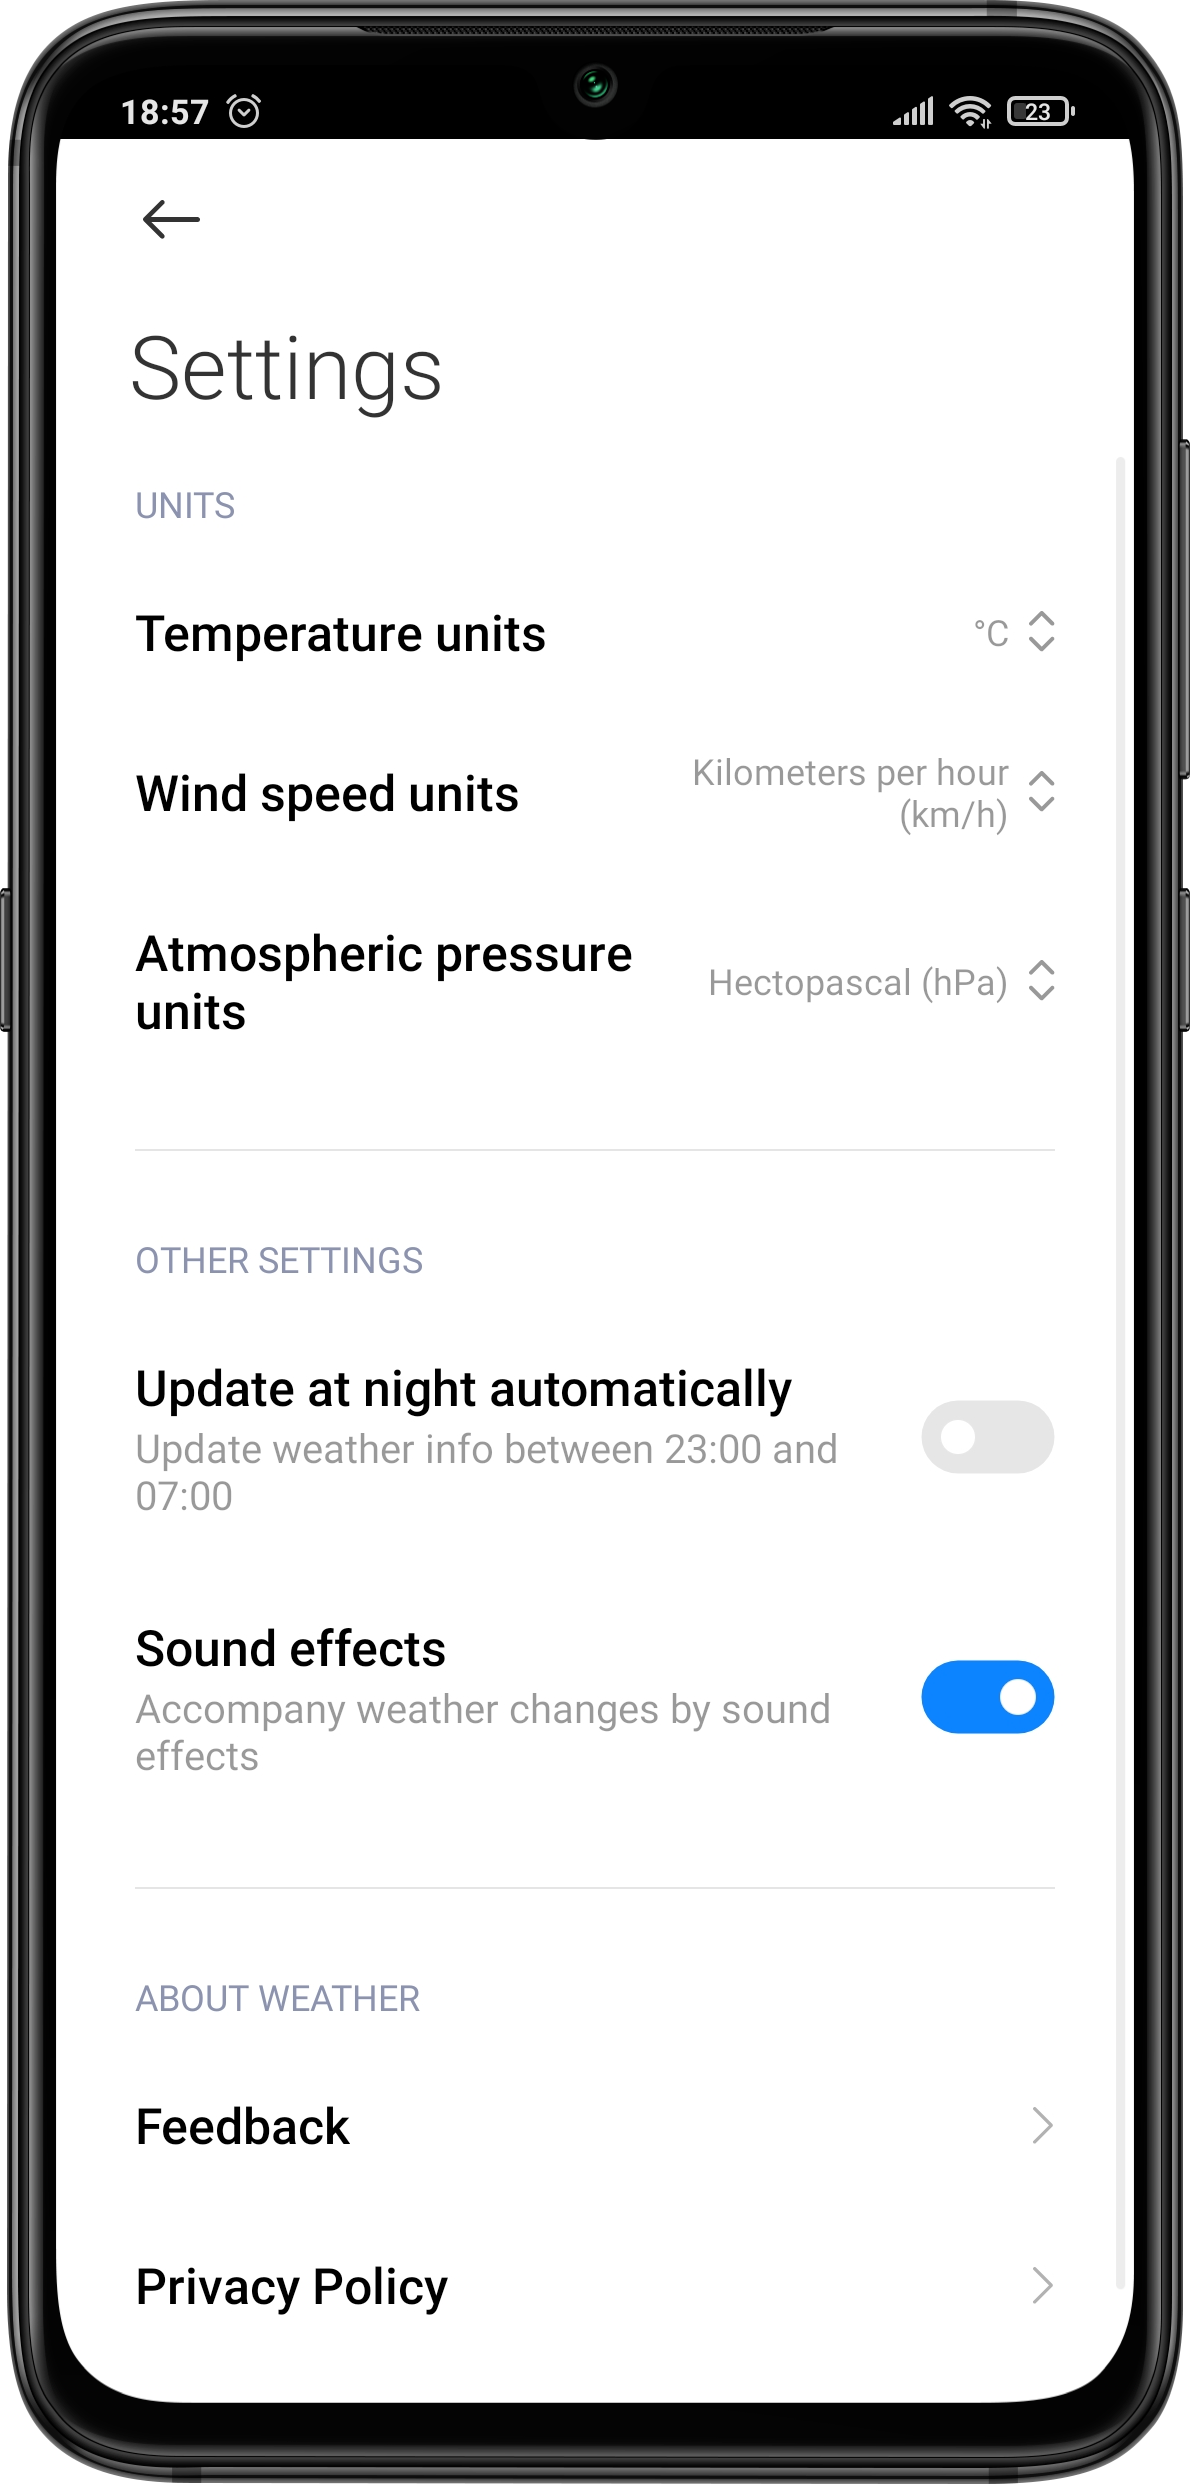 18:57
23
Settings
UNITS
Temperature units
°C
Wind speed units
Kilometers per hour
(km/h)
Atmospheric pressure
units
Hectopascal (hPa)
OTHER SETTINGS
Update at night automatically
Update weather info between 23:00 and
07:00
Sound effects
Accompany weather changes by sound
effects
ABOUT WEATHER
Feedback
Privacy Policy